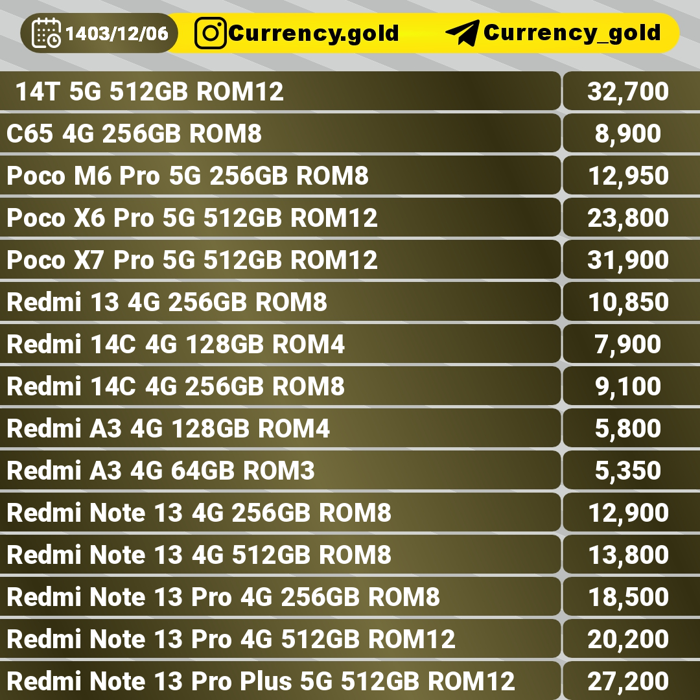 1403/12/06 Currency.gold Currency_gold
14T 5G 512GB ROM12 32,700
C65 4G 256GB ROM8 8,900
Poco M6 Pro 5G 256GB ROM8 12,950
Poco X6 Pro 5G 512GB ROM12 23,800
Poco X7 Pro 5G 512GB ROM12 31,900
Redmi 13 4G 256GB ROM8 10,850
Redmi 14C 4G 128GB ROM4 7,900
Redmi 14C 4G 256GB ROM8 9,100
Redmi A3 4G 128GB ROM4 5,800
Redmi A3 4G 64GB ROM3 5,350
Redmi Note 13 4G 256GB ROM8 12,900
Redmi Note 13 4G 512GB ROM8 13,800
Redmi Note 13 Pro 4G 256GB ROM8 18,500
Redmi Note 13 Pro 4G 512GB ROM12 20,200
Redmi Note 13 Pro Plus 5G 512GB ROM12 27,200